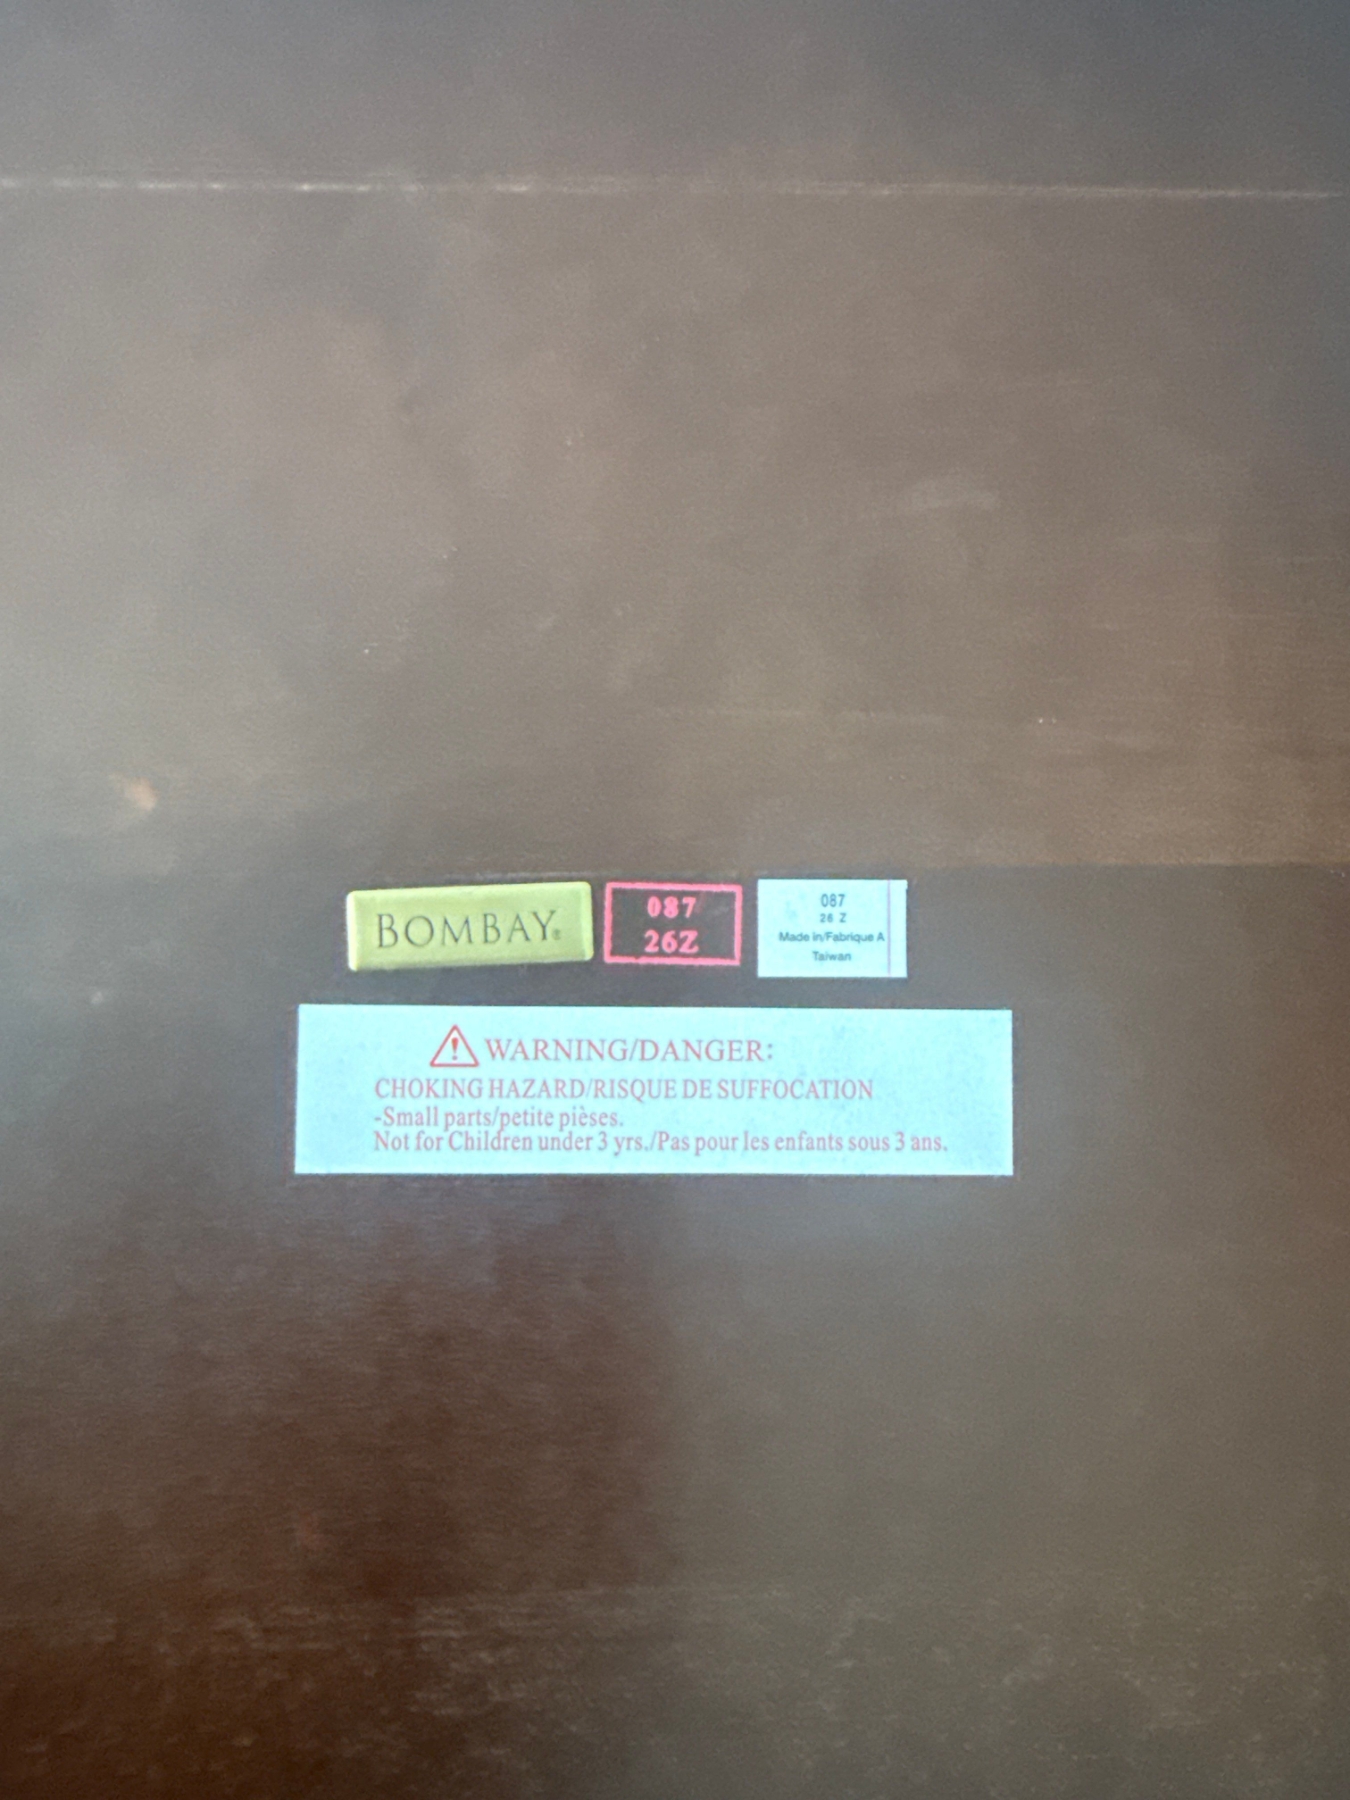 BOMBAY®
087
26Z
087
26 Z
Made in/Fabrique A
Taiwan
WARNING/DANGER:
CHOKING HAZARD/RISQUE DE SUFFOCATION
-Small parts/petite pièses.
Not for Children under 3 yrs./Pas pour les enfants sous 3 ans.